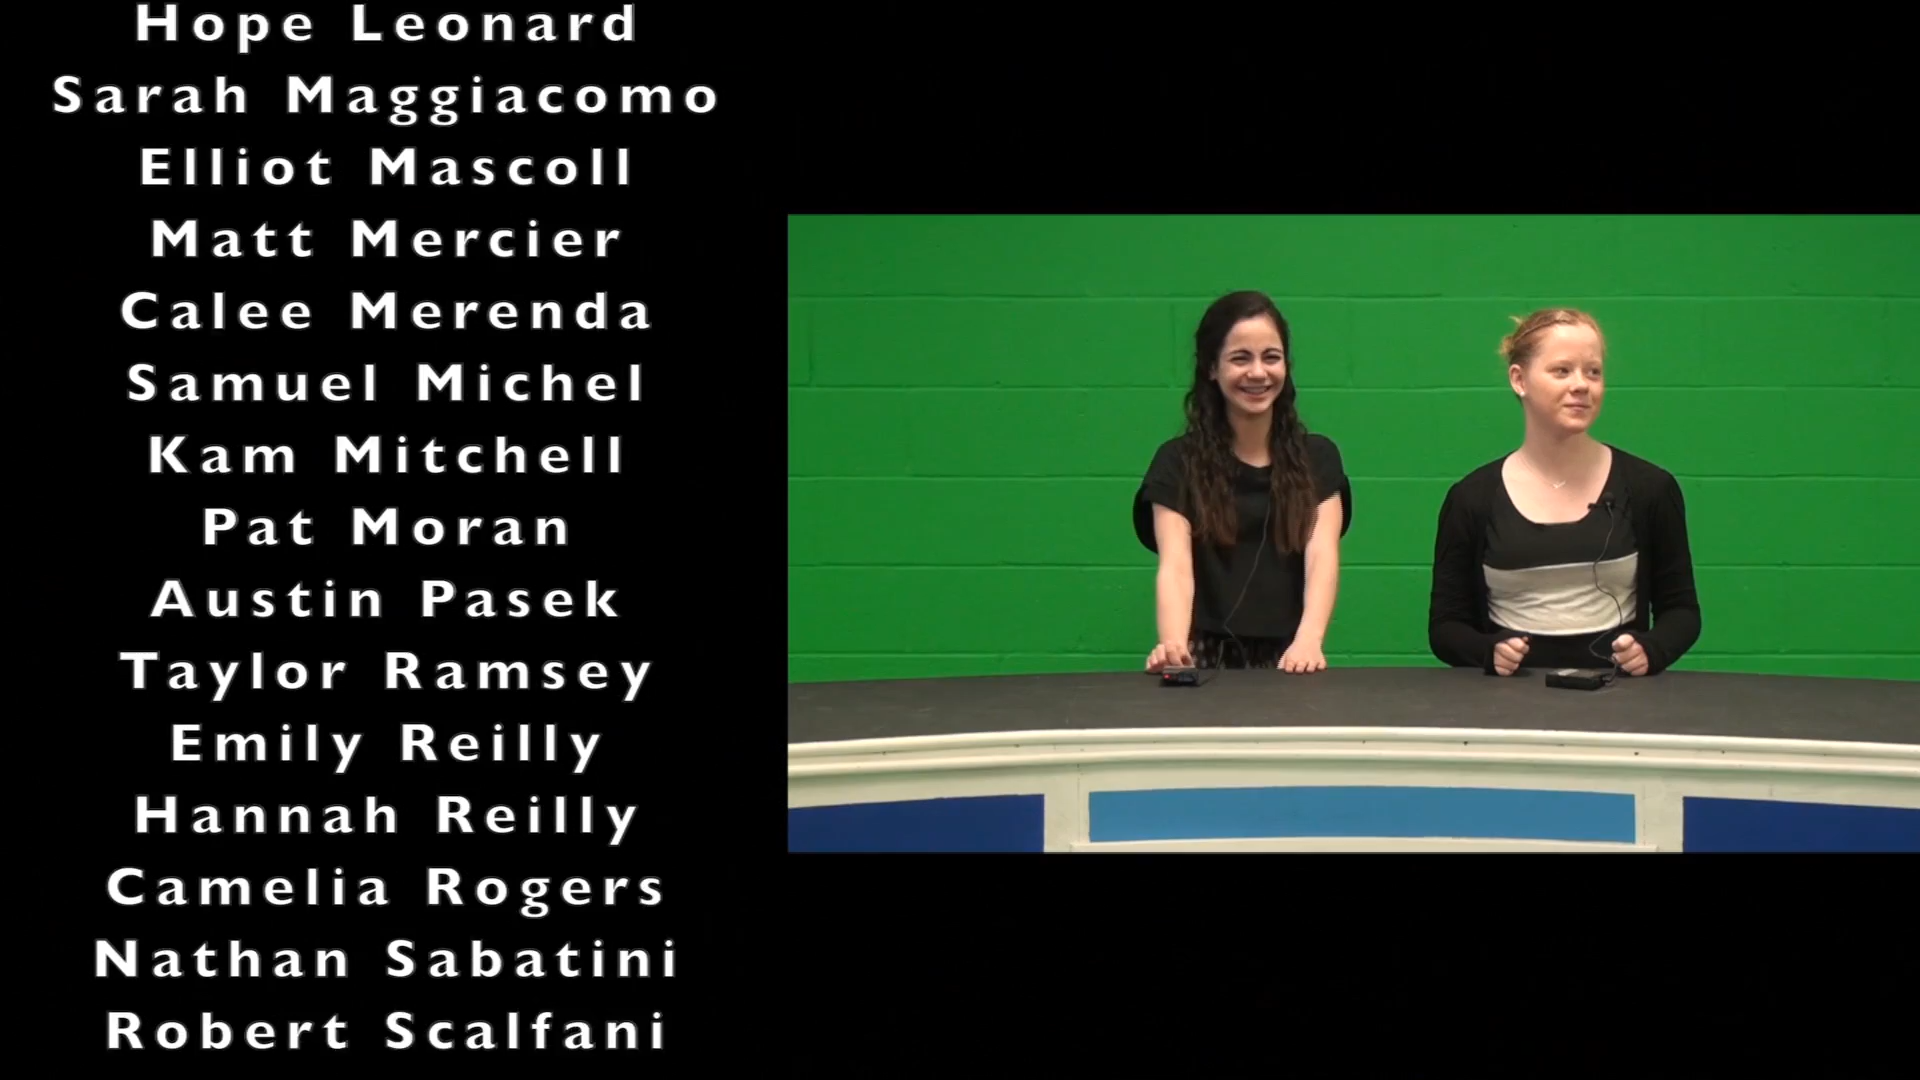 Hope Leonard
Sarah Maggiacomo
Elliot Mascoll
Matt Mercier
Calee Merenda
Samuel Michel
Kam Mitchell
Pat Moran
Austin Pasek
Taylor Ramsey
Emily Reilly
Hannah Reilly
Camelia Rogers
Nathan Sabatini
Robert Scalfani